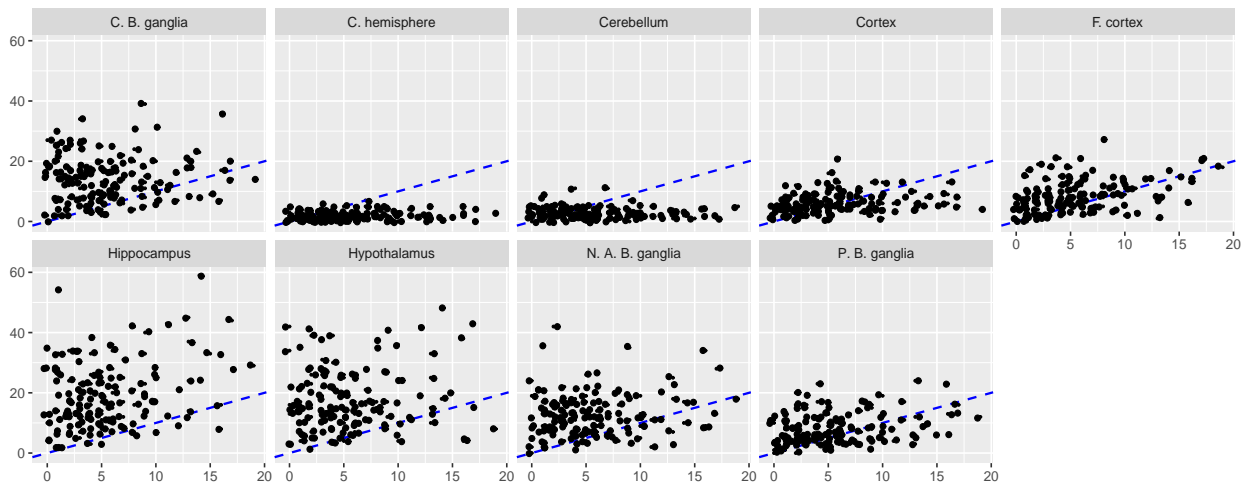 C. B. ganglia C. hemisphere Cerebellum Cortex F. cortex
60
40
20
0
0 5 10 15 20
Hippocampus Hypothalamus N. A. B. ganglia P. B. ganglia
60
40
20
0
0 5 10 15 20 0 5 10 15 20 0 5 10 15 20 0 5 10 15 20